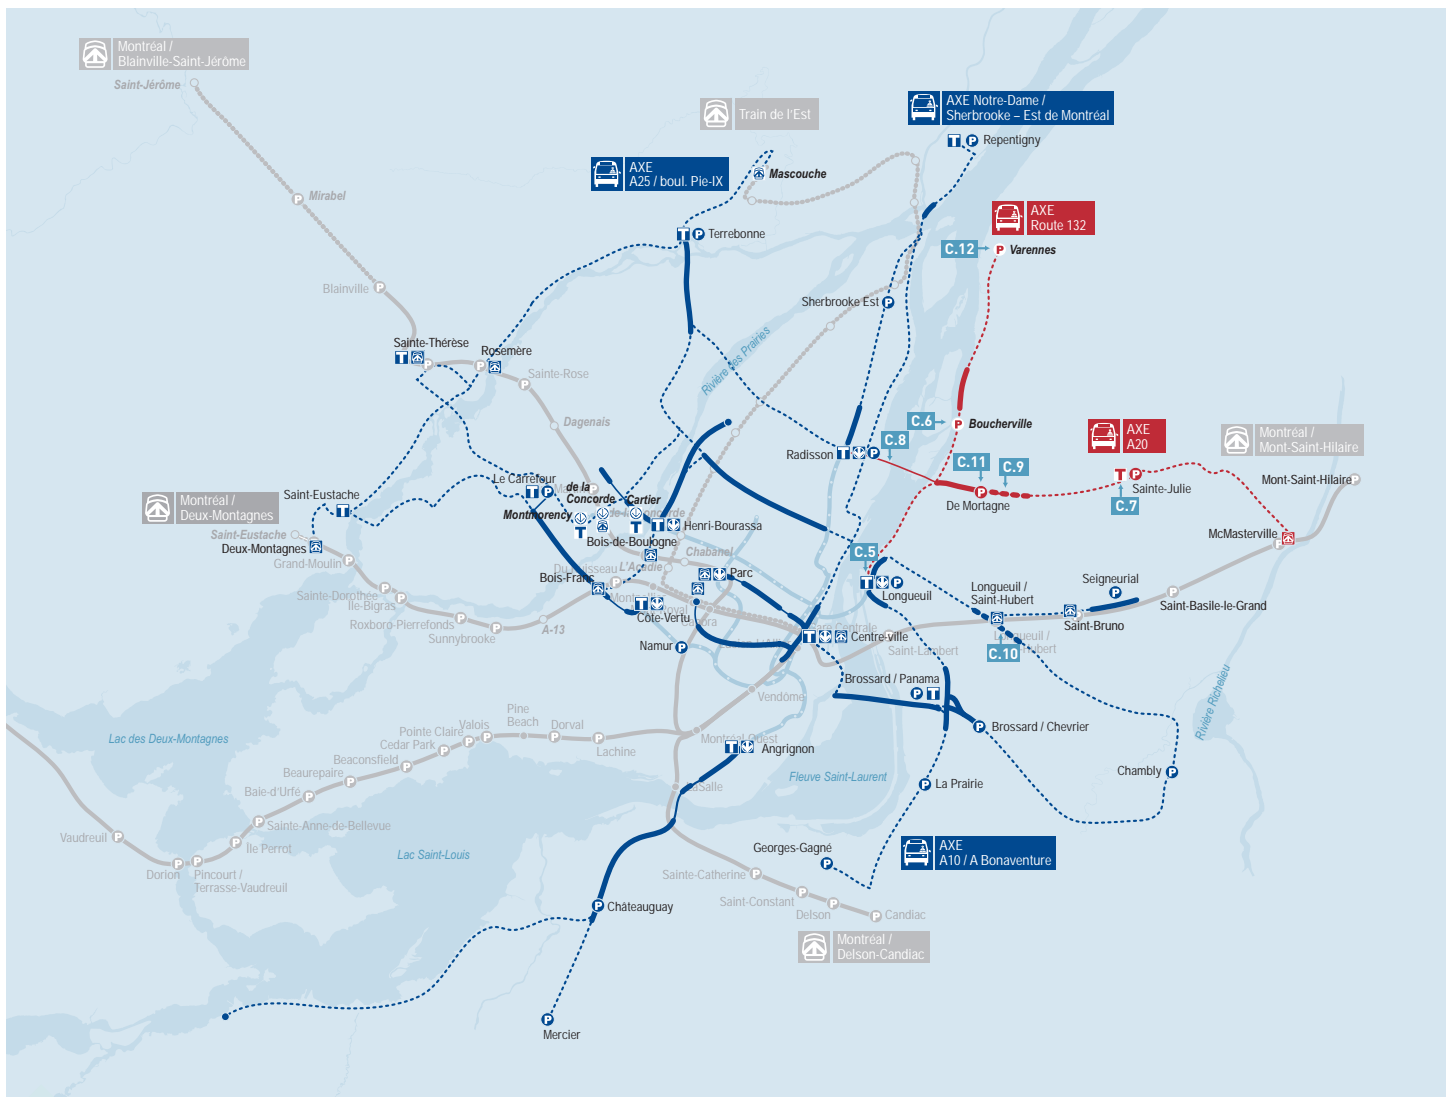 Montréal /
Blainville-Saint-Jérôme
Saint-Jérôme
Train de l'Est
AXE Notre-Dame /
Sherbrooke – Est de Montréal
Repentigny
AXE
A25 / boul. Pie-IX
Mascouche
Mirabel
AXE
Route 132
Terrebonne
C.12
Varennes
Blainville
Sherbrooke Est
Sainte-Thérèse
Rosemère
Rivière des Prairies
Sainte-Rose
Dagenais
C.6
Boucherville
AXE
A20
Montréal /
Mont-Saint-Hilaire
C.8
Radisson
C.11
C.9
Le Carrefour
de la
Concorde
Cartier
Sainte-Julie
Mont-Saint-Hilaire
Montréal /
Deux-Montagnes
Saint-Eustache
De Mortagne
C.7
Montmorency
Henri-Bourassa
Saint-Eustache
Bois-de-Boulogne
McMasterville
Deux-Montagnes
Chabanel
C.5
Grand-Moulin
L'Acadie
Bois-Franc
Parc
Seigneurial
Longueuil /
Saint-Hubert
Sainte-Dorothée
Île-Bigras
Longueuil
Saint-Basile-le-Grand
Roxboro-Pierrefonds
Côte-Vertu
Saint-Bruno
A-13
Gare Centrale
Sunnybrooke
Centre-ville
Longueuil /
Namur
Saint-Lambert
C.10
Brossard / Panama
Vendôme
Rivière Richelieu
Pine
Beach
Valois
Dorval
Pointe Claire
Brossard / Chevrier
Lac des Deux-Montagnes
Cedar Park
Lachine
Montréal Ouest
Angrignon
Beaconsfield
Chambly
Beaurepaire
Fleuve Saint-Laurent
La Prairie
LaSalle
Baie-d'Urfé
Sainte-Anne-de-Bellevue
Vaudreuil
Île Perrot
Georges-Gagné
AXE
A10 / A Bonaventure
Lac Saint-Louis
Dorion
Pincourt /
Terrasse-Vaudreuil
Sainte-Catherine
Saint-Constant
Châteauguay
Delson
Candiac
Montréal /
Delson-Candiac
Mercier